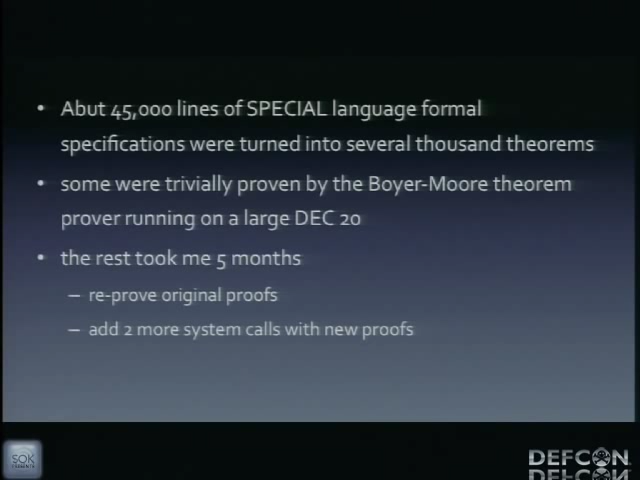 • Abut 45,000 lines of SPECIAL language formal
specifications were turned into several thousand theorems
• some were trivially proven by the Boyer-Moore theorem
prover running on a large DEC 20
• the rest took me 5 months
– re-prove original proofs
– add 2 more system calls with new proofs
SOK
PRESENTS
DEFCON